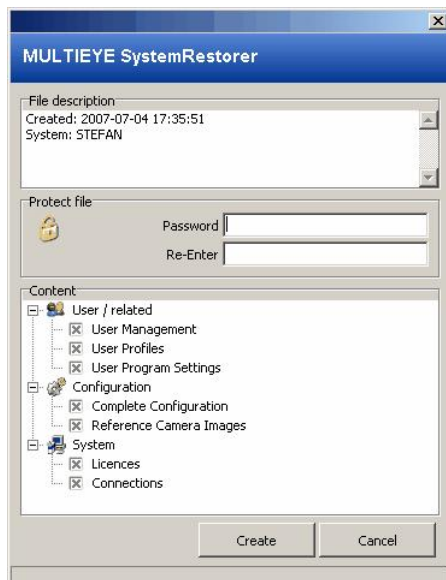 MULTIEYE SystemRestorer
File description
Created: 2007-07-04 17:35:51
System: STEFAN
Protect file
Password
Re-Enter
Content
User / related
User Management
User Profiles
User Program Settings
Configuration
Complete Configuration
Reference Camera Images
System
Licences
Connections
Create
Cancel